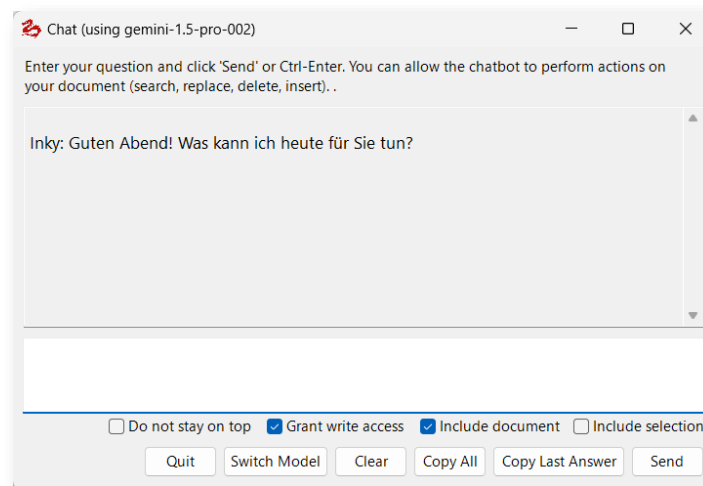 Chat (using gemini-1.5-pro-002)
Enter your question and click 'Send' or Ctrl-Enter. You can allow the chatbot to perform actions on
your document (search, replace, delete, insert). .
Inky: Guten Abend! Was kann ich heute für Sie tun?
Do not stay on top Grant write access Include document Include selection
Quit Switch Model Clear Copy All Copy Last Answer Send